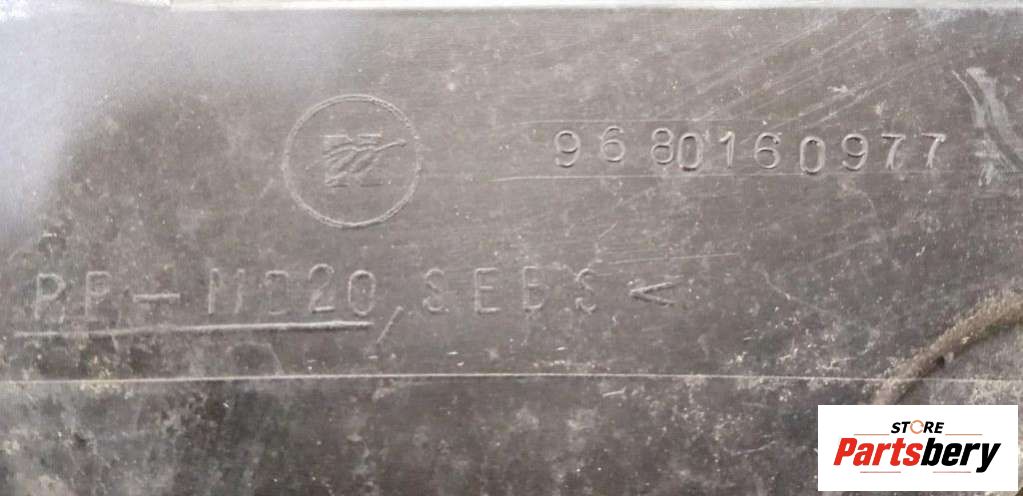 9680160977
PP-MD20, SEBS<
STORE
Partsbery